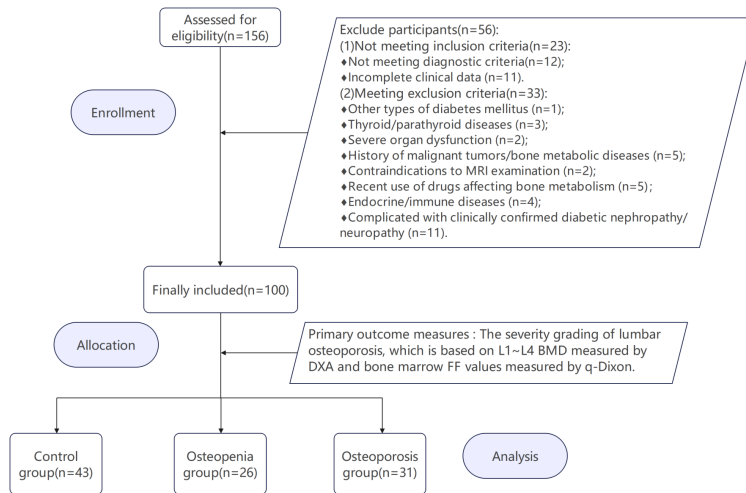 Assessed for
eligibility(n=156)
Exclude participants(n=56):
(1)Not meeting inclusion criteria(n=23):
♦Not meeting diagnostic criteria(n=12);
♦Incomplete clinical data (n=11).
(2)Meeting exclusion criteria(n=33):
♦Other types of diabetes mellitus (n=1);
♦Thyroid/parathyroid diseases (n=3);
♦Severe organ dysfunction (n=2);
♦History of malignant tumors/bone metabolic diseases (n=5);
♦Contraindications to MRI examination (n=2);
♦Recent use of drugs affecting bone metabolism (n=5);
♦Endocrine/immune diseases (n=4);
♦Complicated with clinically confirmed diabetic nephropathy/
neuropathy (n=11).
Enrollment
Finally included(n=100)
Allocation
Primary outcome measures : The severity grading of lumbar
osteoporosis, which is based on L1~L4 BMD measured by
DXA and bone marrow FF values measured by q-Dixon.
Control
group(n=43)
Osteopenia
group(n=26)
Osteoporosis
group(n=31)
Analysis